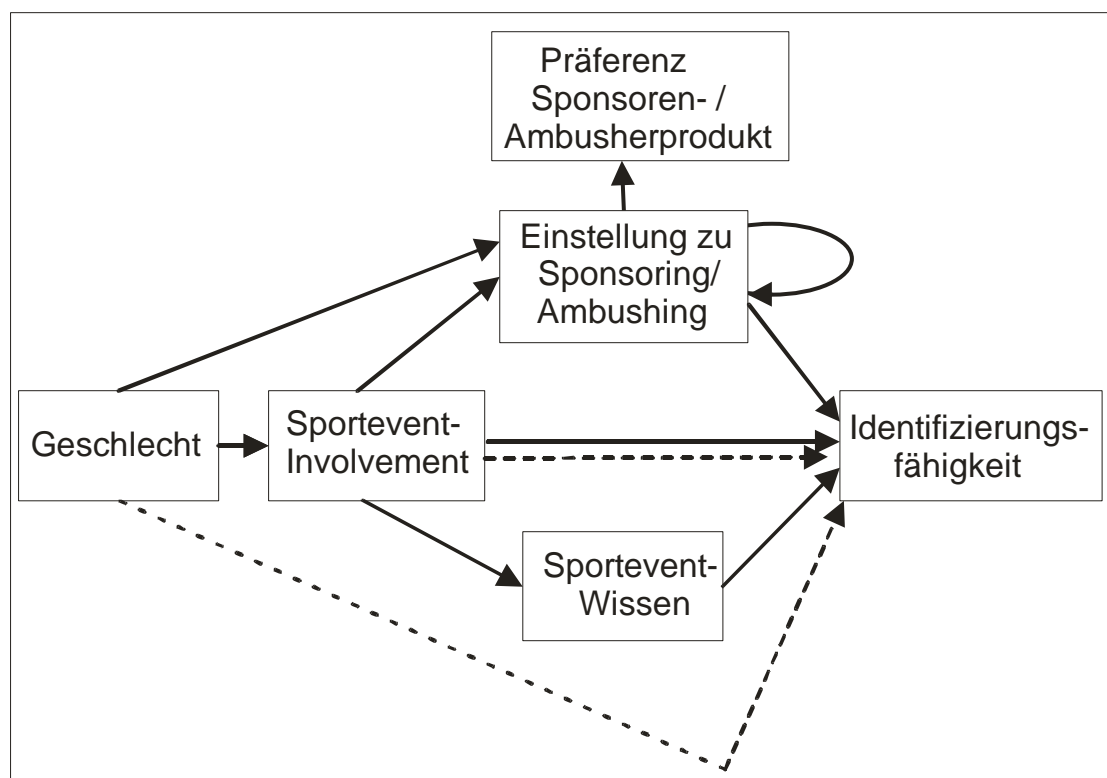 Präferenz
Sponsoren- /
Ambusherprodukt
Einstellung zu
Sponsoring/
Ambushing
Geschlecht
Sportevent-
Involvement
Identifizierungs-
fähigkeit
Sportevent-
Wissen